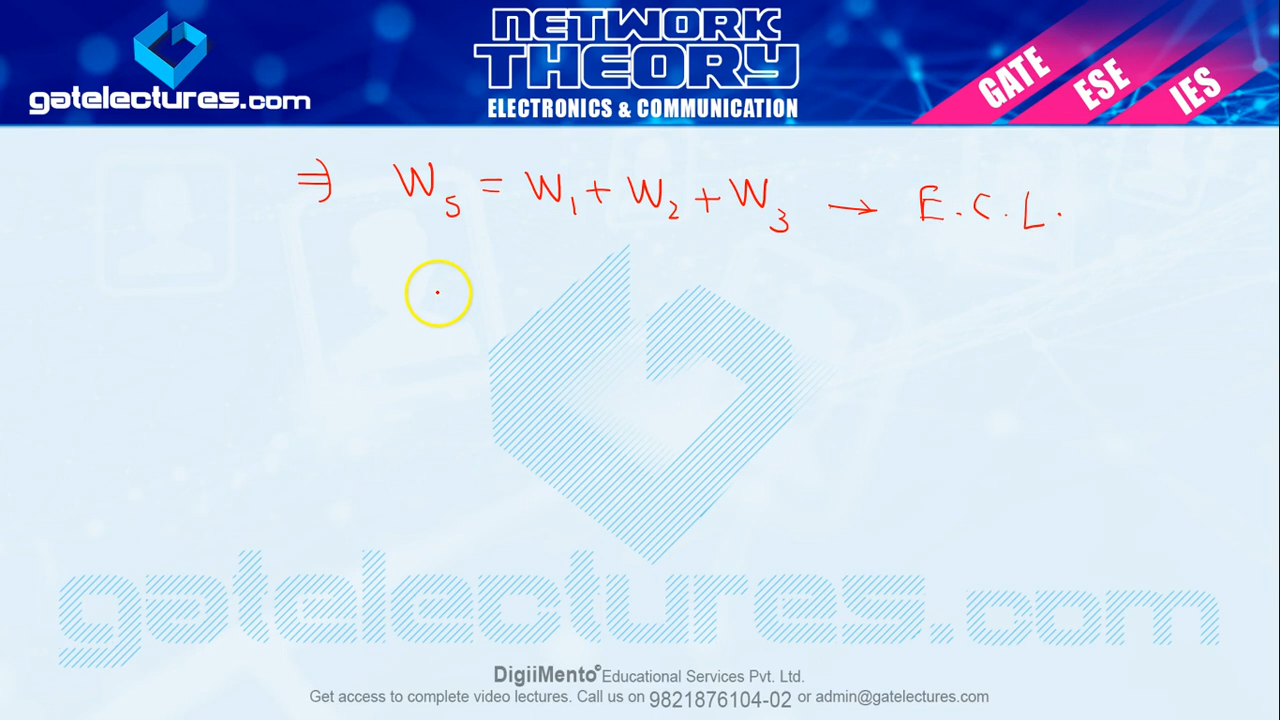 gatelectures.com
NETWORK
THEORY
ELECTRONICS & COMMUNICATION
GATE
ESE
IES
⇒ W₅ = W₁ + W₂ + W₃ → E.C.L.
gatelectures.com
DigiiMento© Educational Services Pvt. Ltd.
Get access to complete video lectures. Call us on 9821876104-02 or admin@gatelectures.com